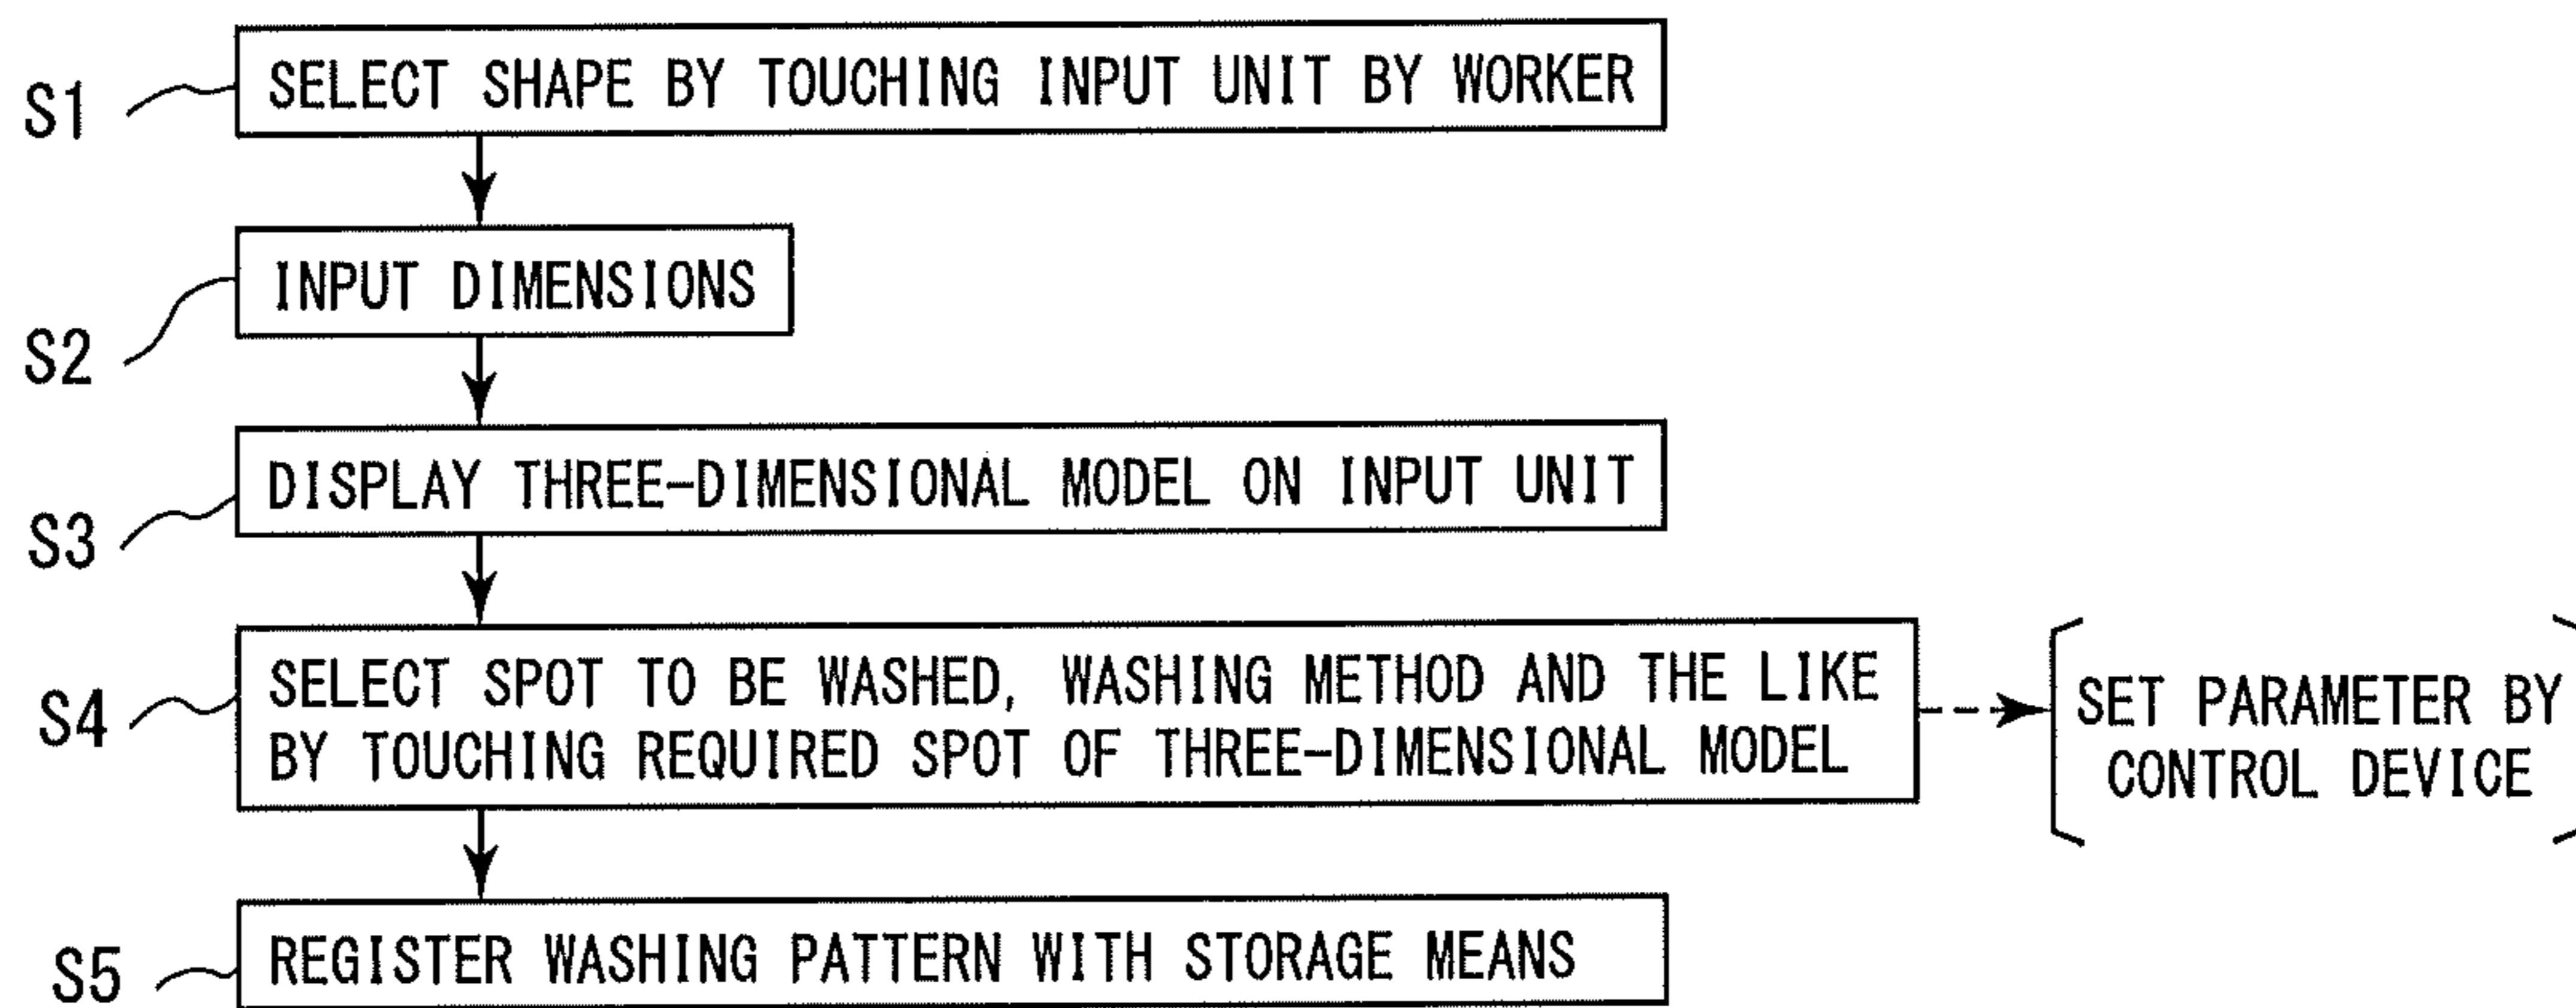 S1
SELECT SHAPE BY TOUCHING INPUT UNIT BY WORKER
S2
INPUT DIMENSIONS
S3
DISPLAY THREE-DIMENSIONAL MODEL ON INPUT UNIT
S4
SELECT SPOT TO BE WASHED, WASHING METHOD AND THE LIKE
BY TOUCHING REQUIRED SPOT OF THREE-DIMENSIONAL MODEL
SET PARAMETER BY
CONTROL DEVICE
S5
REGISTER WASHING PATTERN WITH STORAGE MEANS